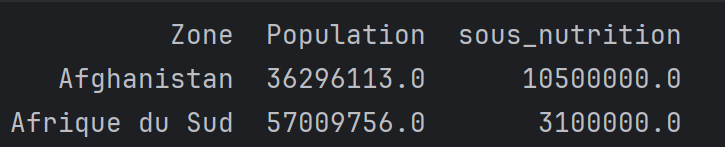 Zone Population sous_nutrition
Afghanistan 36296113.0 10500000.0
Afrique du Sud 57009756.0 3100000.0